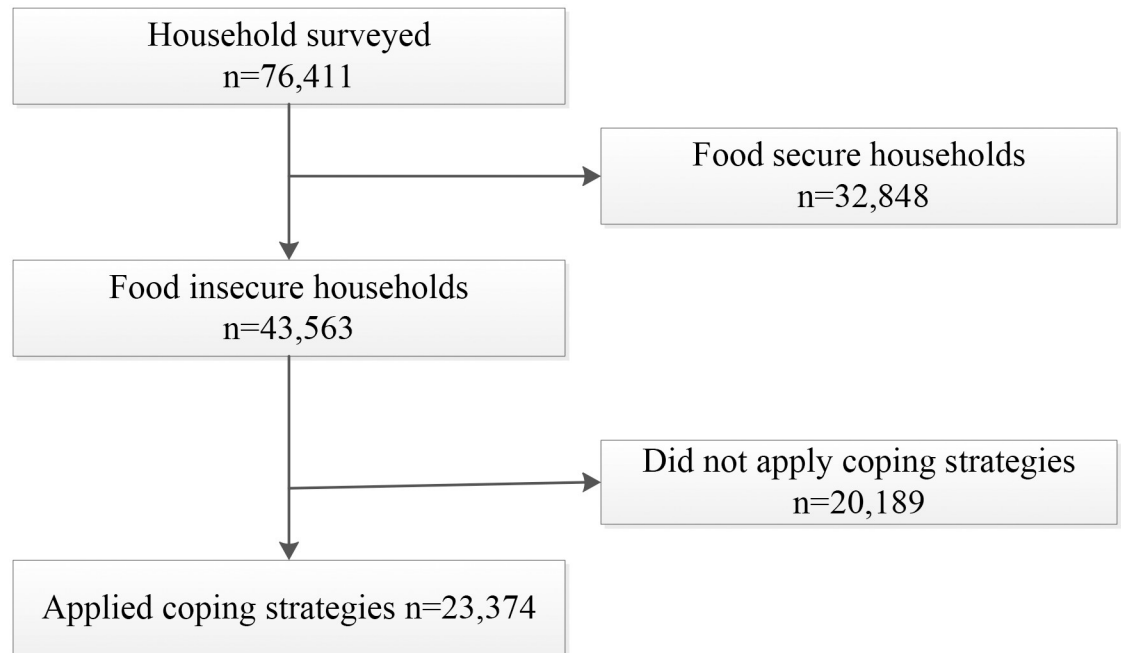 Household surveyed
n=76,411
Food secure households
n=32,848
Food insecure households
n=43,563
Did not apply coping strategies
n=20,189
Applied coping strategies n=23,374